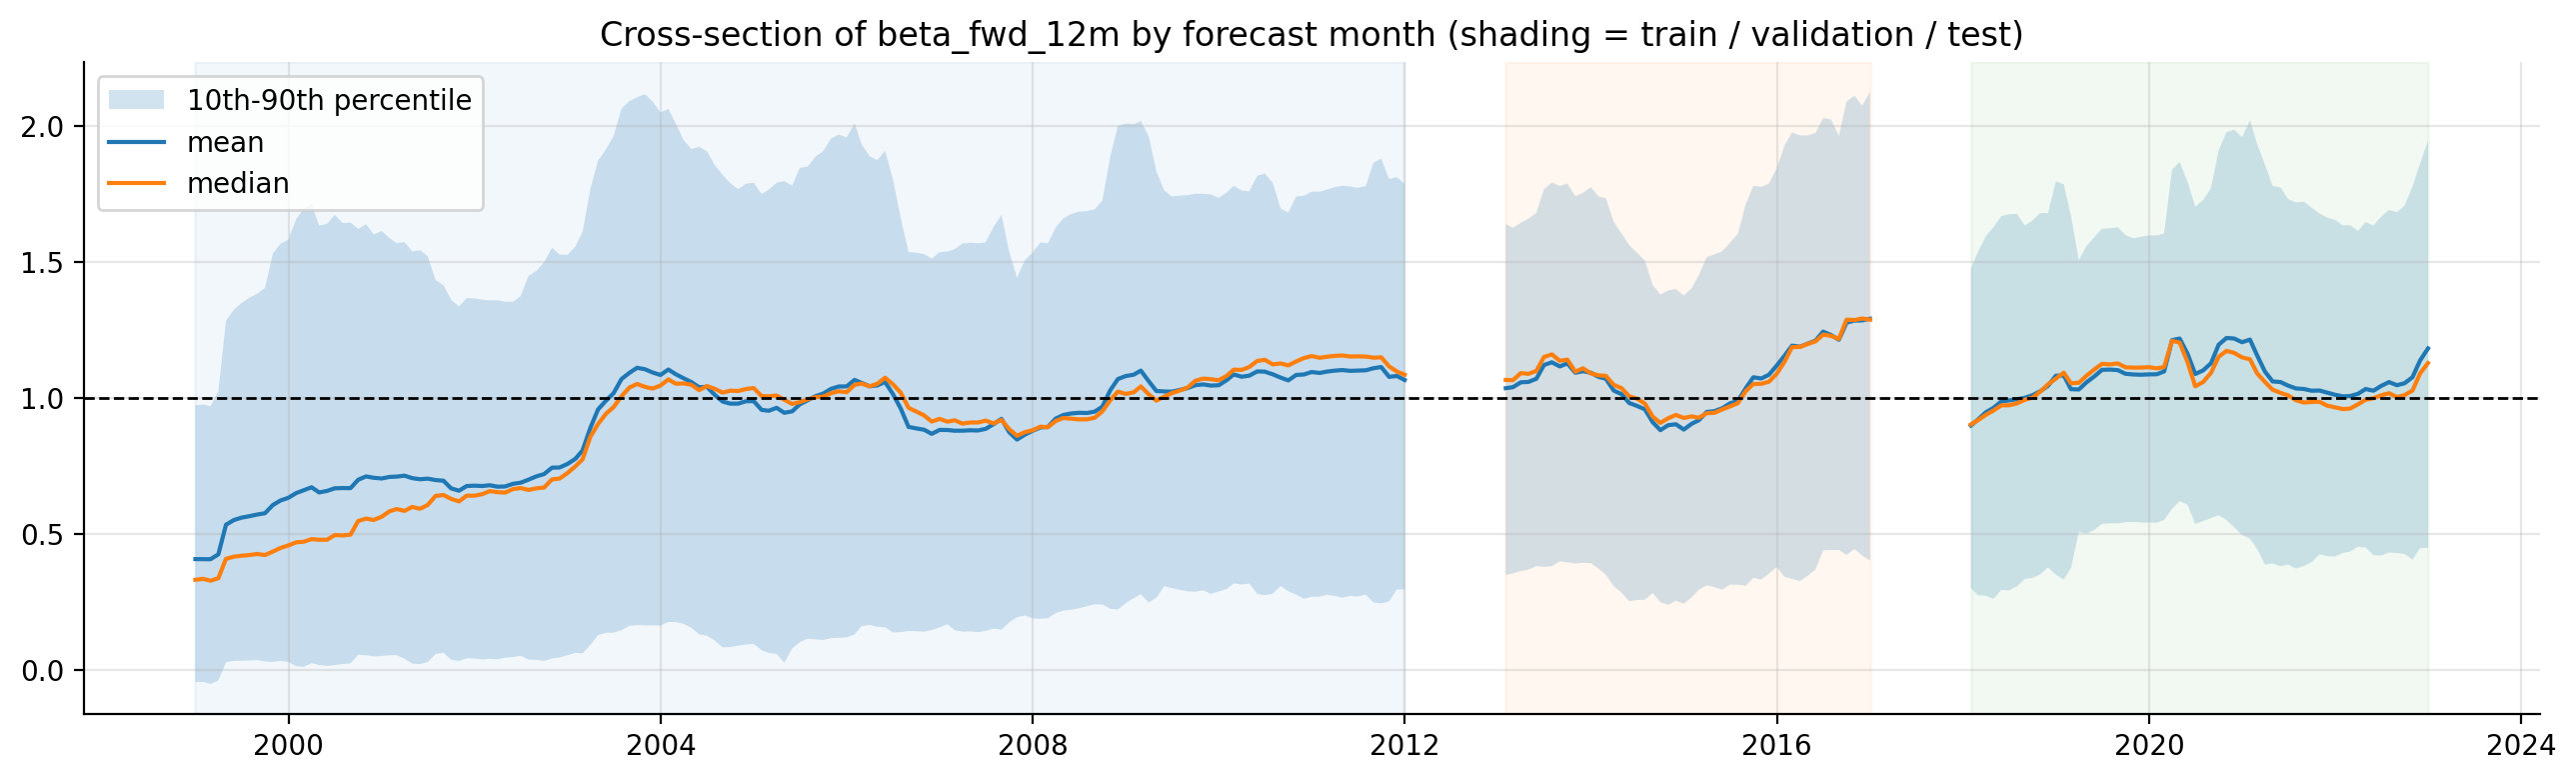 Cross-section of beta_fwd_12m by forecast month (shading = train / validation / test)
10th-90th percentile
mean
median
2.0
1.5
1.0
0.5
0.0
2000 2004 2008 2012 2016 2020 2024